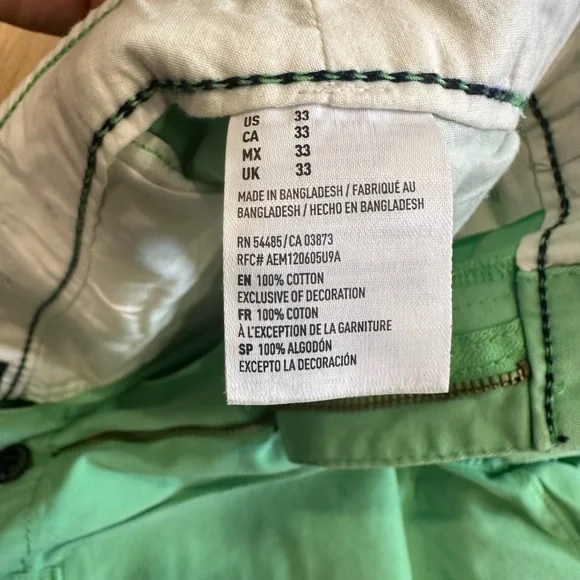 US 33
CA 33
MX 33
UK 33
MADE IN BANGLADESH / FABRIQUÉ AU
BANGLADESH / HECHO EN BANGLADESH
RN 54485/CA 03873
RFC# AEM120605U9A
EN 100% COTTON
EXCLUSIVE OF DECORATION
FR 100% COTON
À L'EXCEPTION DE LA GARNITURE
SP 100% ALGODÓN
EXCEPTO LA DECORACIÓN